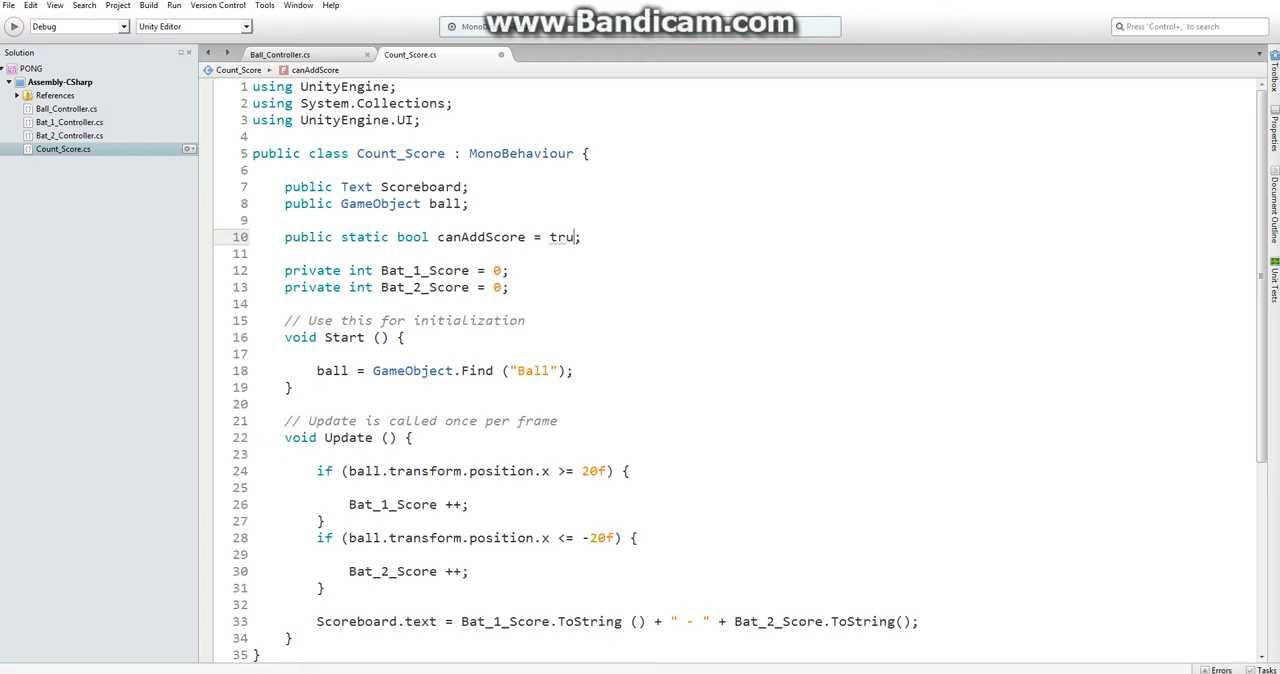 File Edit View Search Project Build Run Version Control Tools Window Help
www.Bandicam.com
Debug
Unity Editor
Press 'Control+,' to search
Solution
Ball_Controller.cs
Count_Score.cs
PONG
Count_Score
canAddScore
Assembly-CSharp
References
Ball_Controller.cs
Bat_1_Controller.cs
Bat_2_Controller.cs
Count_Score.cs
1 using UnityEngine;
2 using System.Collections;
3 using UnityEngine.UI;
4
5 public class Count_Score : MonoBehaviour {
6
7 public Text Scoreboard;
8 public GameObject ball;
9
10 public static bool canAddScore = tru;
11
12 private int Bat_1_Score = 0;
13 private int Bat_2_Score = 0;
14
15 // Use this for initialization
16 void Start () {
17
18 ball = GameObject.Find ("Ball");
19 }
20
21 // Update is called once per frame
22 void Update () {
23
24 if (ball.transform.position.x >= 20f) {
25
26 Bat_1_Score ++;
27 }
28 if (ball.transform.position.x <= -20f) {
29
30 Bat_2_Score ++;
31 }
32
33 Scoreboard.text = Bat_1_Score.ToString () + " - " + Bat_2_Score.ToString();
34 }
35 }
Toolbox
Properties
Document Outline
Unit Tests
Errors
Tasks